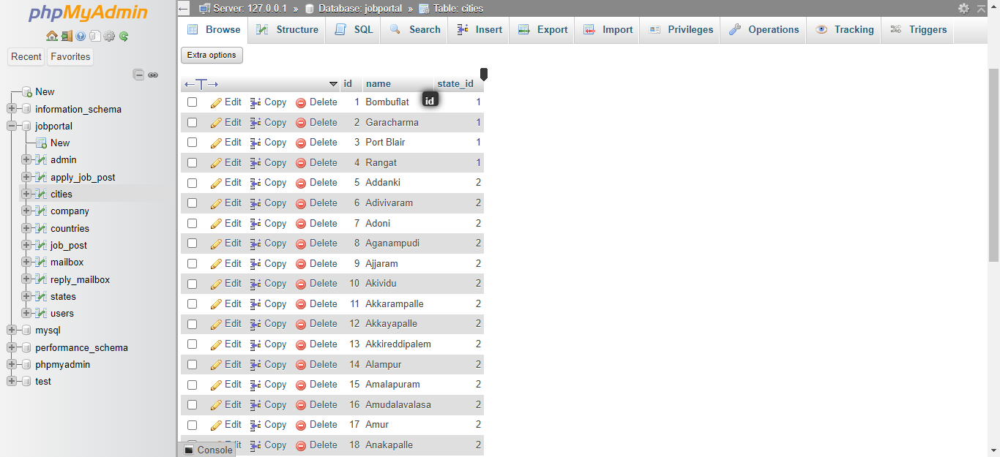 phpMyAdmin
Recent Favorites
New
information_schema
jobportal
New
admin
apply_job_post
cities
company
countries
job_post
mailbox
reply_mailbox
states
users
mysql
performance_schema
phpmyadmin
test
← Server: 127.0.0.1 » Database: jobportal » Table: cities
Browse Structure SQL Search Insert Export Import Privileges Operations Tracking Triggers
Extra options
←T→ id name state_id
id
Edit Copy Delete 1 Bombuflat 1
Edit Copy Delete 2 Garacharma 1
Edit Copy Delete 3 Port Blair 1
Edit Copy Delete 4 Rangat 1
Edit Copy Delete 5 Addanki 2
Edit Copy Delete 6 Adivivaram 2
Edit Copy Delete 7 Adoni 2
Edit Copy Delete 8 Aganampudi 2
Edit Copy Delete 9 Ajjaram 2
Edit Copy Delete 10 Akividu 2
Edit Copy Delete 11 Akkarampalle 2
Edit Copy Delete 12 Akkayapalle 2
Edit Copy Delete 13 Akkireddipalem 2
Edit Copy Delete 14 Alampur 2
Edit Copy Delete 15 Amalapuram 2
Edit Copy Delete 16 Amudalavalasa 2
Edit Copy Delete 17 Amur 2
Copy Delete 18 Anakapalle 2
Console